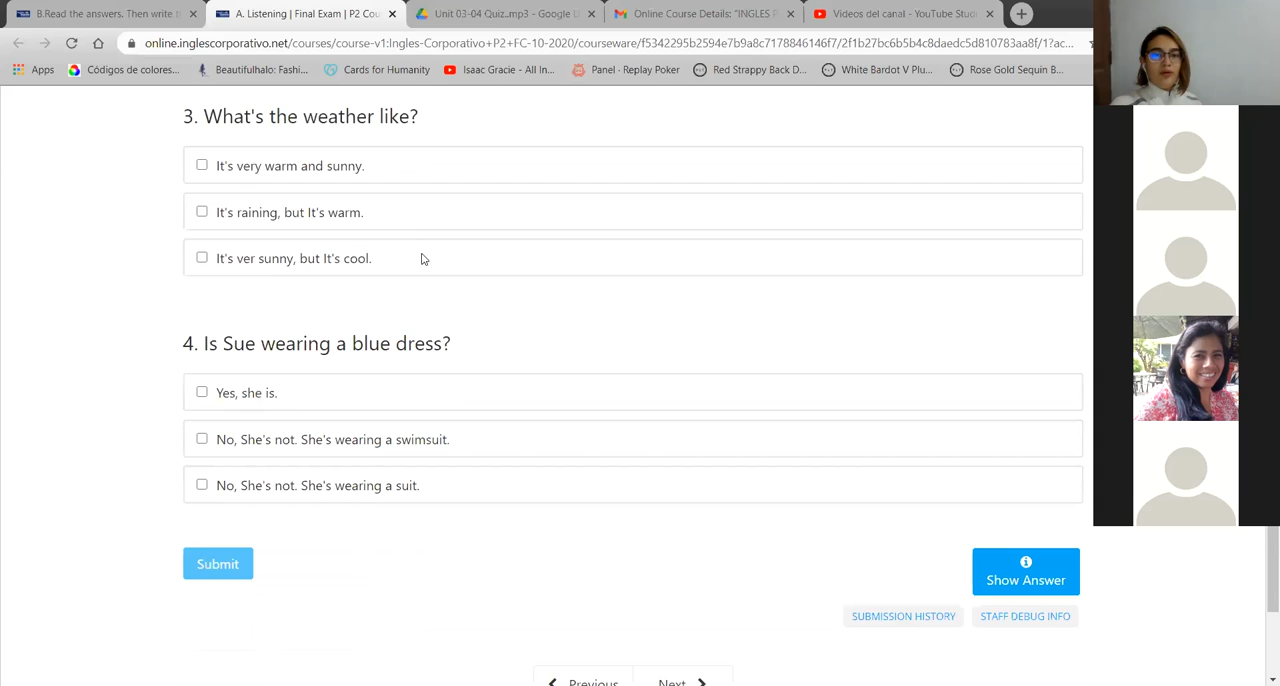 B.Read the answers. Then write
A. Listening | Final Exam | P2 Cou
Unit 03-04 Quiz..mp3 - Google D
Online Course Details: "INGLES P
Videos del canal - YouTube Stu
online.inglescorporativo.net/courses/course-v1:Ingles-Corporativo+P2+FC-10-2020/courseware/f5342295b2594e7b9a8c7178846146f7/2f1b27bc6b5b4c8daedc5d810783aa8f/1?ac...
Apps
Códigos de colores...
Beautifulhalo: Fashi...
Cards for Humanity
Isaac Gracie - All In...
Panel · Replay Poker
Red Strappy Back D...
White Bardot V Plu...
Rose Gold Sequin B...
3. What's the weather like?
It's very warm and sunny.
It's raining, but It's warm.
It's ver sunny, but It's cool.
4. Is Sue wearing a blue dress?
Yes, she is.
No, She's not. She's wearing a swimsuit.
No, She's not. She's wearing a suit.
Submit
Show Answer
SUBMISSION HISTORY
STAFF DEBUG INFO
Previous
Next